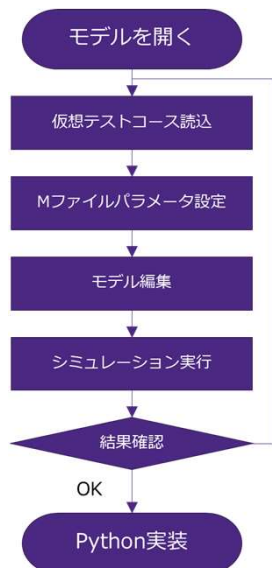 モデルを開く
仮想テストコース読込
Mファイルパラメータ設定
モデル編集
シミュレーション実行
結果確認
OK
Python実装